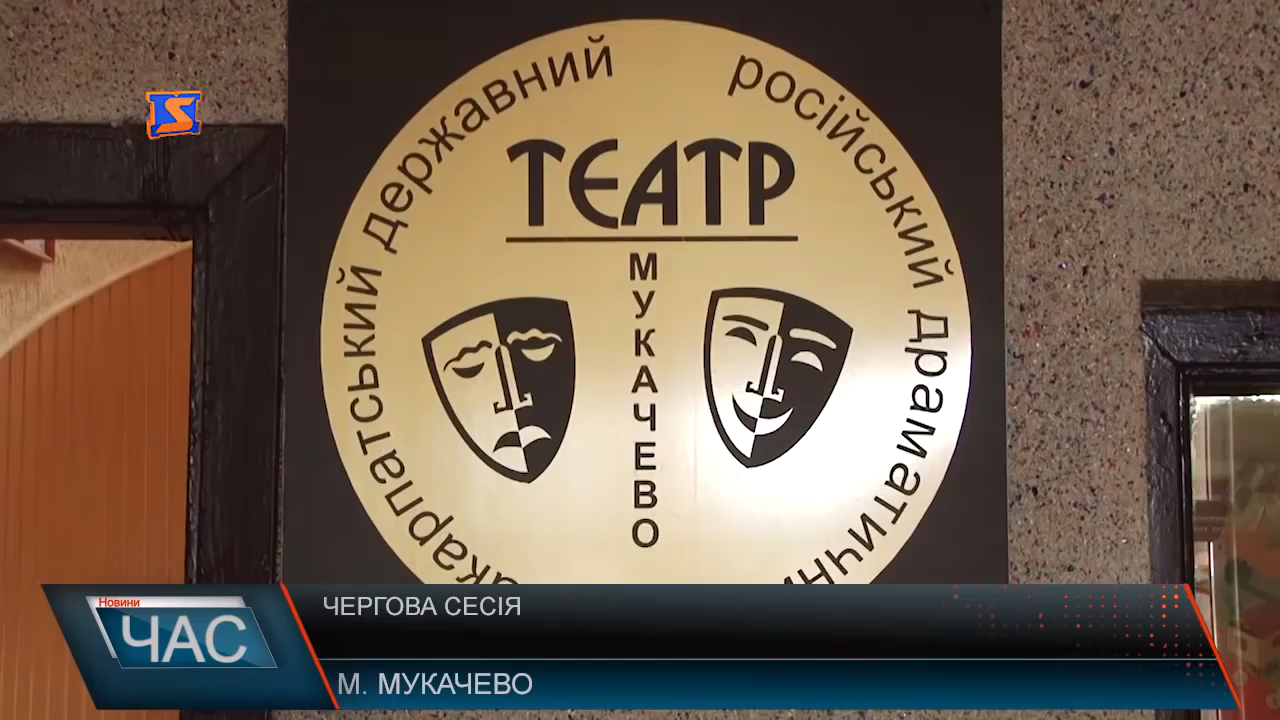 закарпатський державний
російський драматичний
ТЕАТР
МУКАЧЕВО
Новини
ЧАС
ЧЕРГОВА СЕСІЯ
М. МУКАЧЕВО